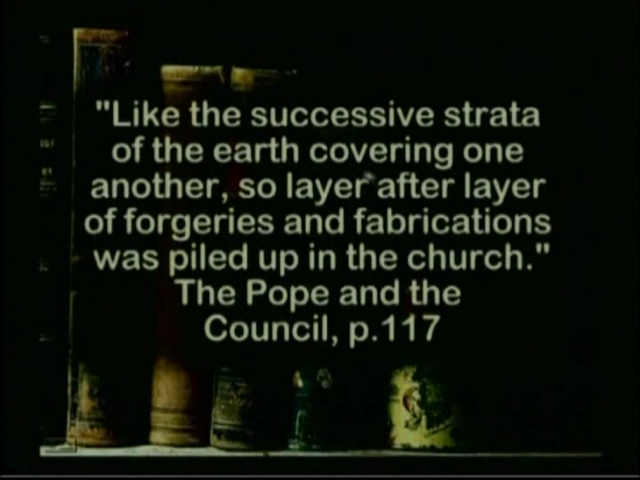 "Like the successive strata
of the earth covering one
another, so layer after layer
of forgeries and fabrications
was piled up in the church."
The Pope and the
Council, p.117